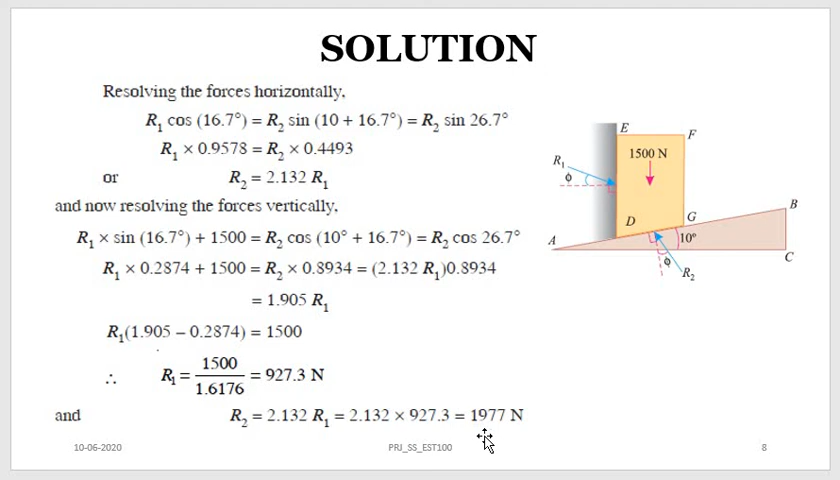 SOLUTION
Resolving the forces horizontally,
R₁ cos (16.7°) = R₂ sin (10 + 16.7°) = R₂ sin 26.7°
R₁ × 0.9578 = R₂ × 0.4493
or R₂ = 2.132 R₁
and now resolving the forces vertically,
R₁ × sin (16.7°) + 1500 = R₂ cos (10° + 16.7°) = R₂ cos 26.7°
R₁ × 0.2874 + 1500 = R₂ × 0.8934 = (2.132 R₁)0.8934
= 1.905 R₁
R₁(1.905 – 0.2874) = 1500
∴ R₁ = 1500/1.6176 = 927.3 N
and R₂ = 2.132 R₁ = 2.132 × 927.3 = 1977 N
E
F
1500 N
R₁
ϕ
D
G
B
A
10°
C
ϕ
R₂
10-06-2020 PRJ_SS_EST100 8